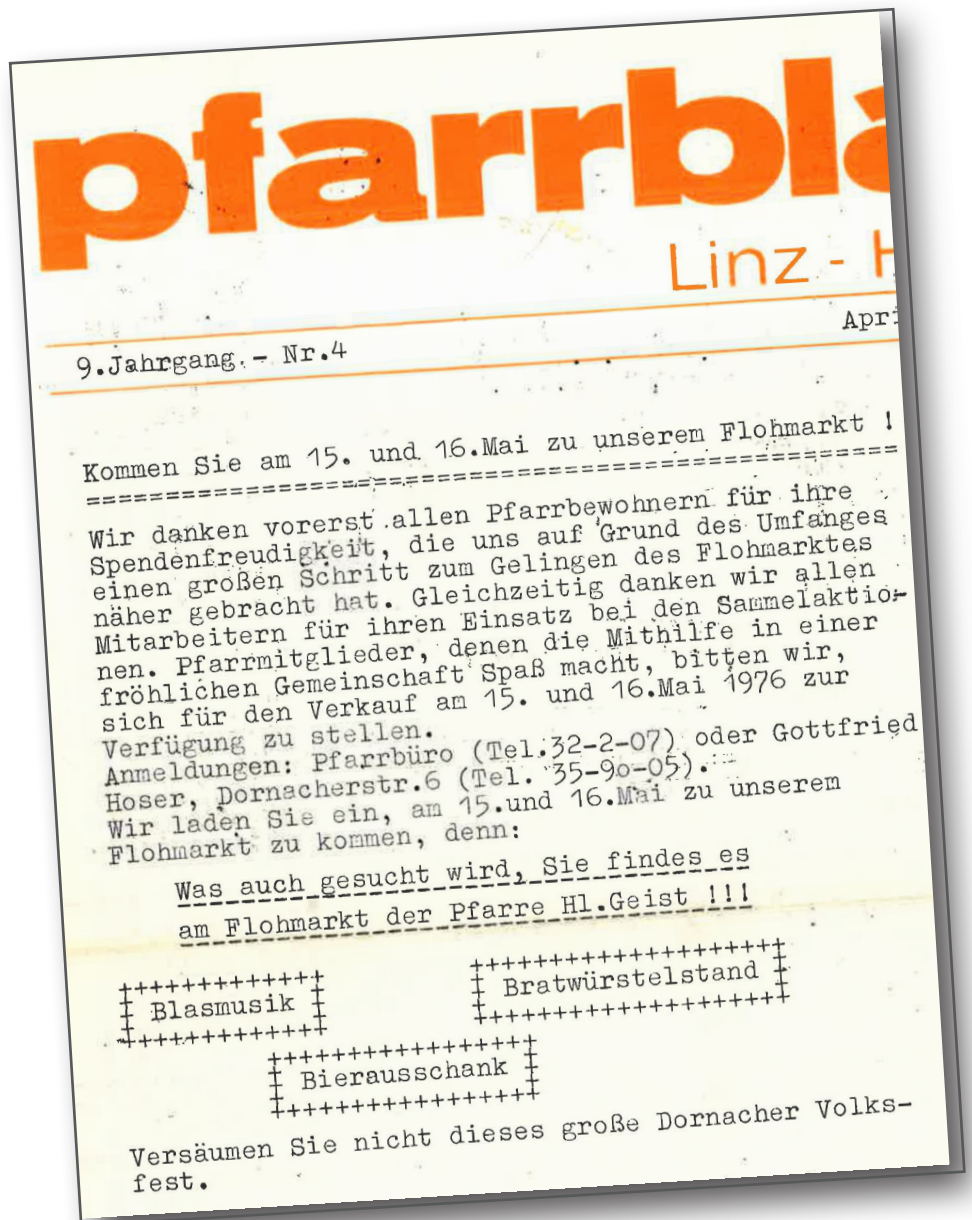 pfarrbla
Linz - H
Apri
9.Jahrgang.- Nr.4
Kommen Sie am 15. und 16.Mai zu unserem Flohmarkt !
===================================================
Wir danken vorerst allen Pfarrbewohnern für ihre
Spendenfreudigkeit, die uns auf Grund des Umfanges
einen großen Schritt zum Gelingen des Flohmarktes
näher gebracht hat. Gleichzeitig danken wir allen
Mitarbeitern für ihren Einsatz bei den Sammelaktio-
nen. Pfarrmitglieder, denen die Mithilfe in einer
fröhlichen Gemeinschaft Spaß macht, bitten wir,
sich für den Verkauf am 15. und 16.Mai 1976 zur
Verfügung zu stellen.
Anmeldungen: Pfarrbüro (Tel.32-2-07) oder Gottfried
Hoser, Dornacherstr.6 (Tel. 35-90-05).
Wir laden Sie ein, am 15.und 16.Mai zu unserem
Flohmarkt zu kommen, denn:
Was auch gesucht wird, Sie findes es
am Flohmarkt der Pfarre Hl.Geist !!!
Blasmusik
Bratwürstelstand
Bierausschank
Versäumen Sie nicht dieses große Dornacher Volks-
fest.